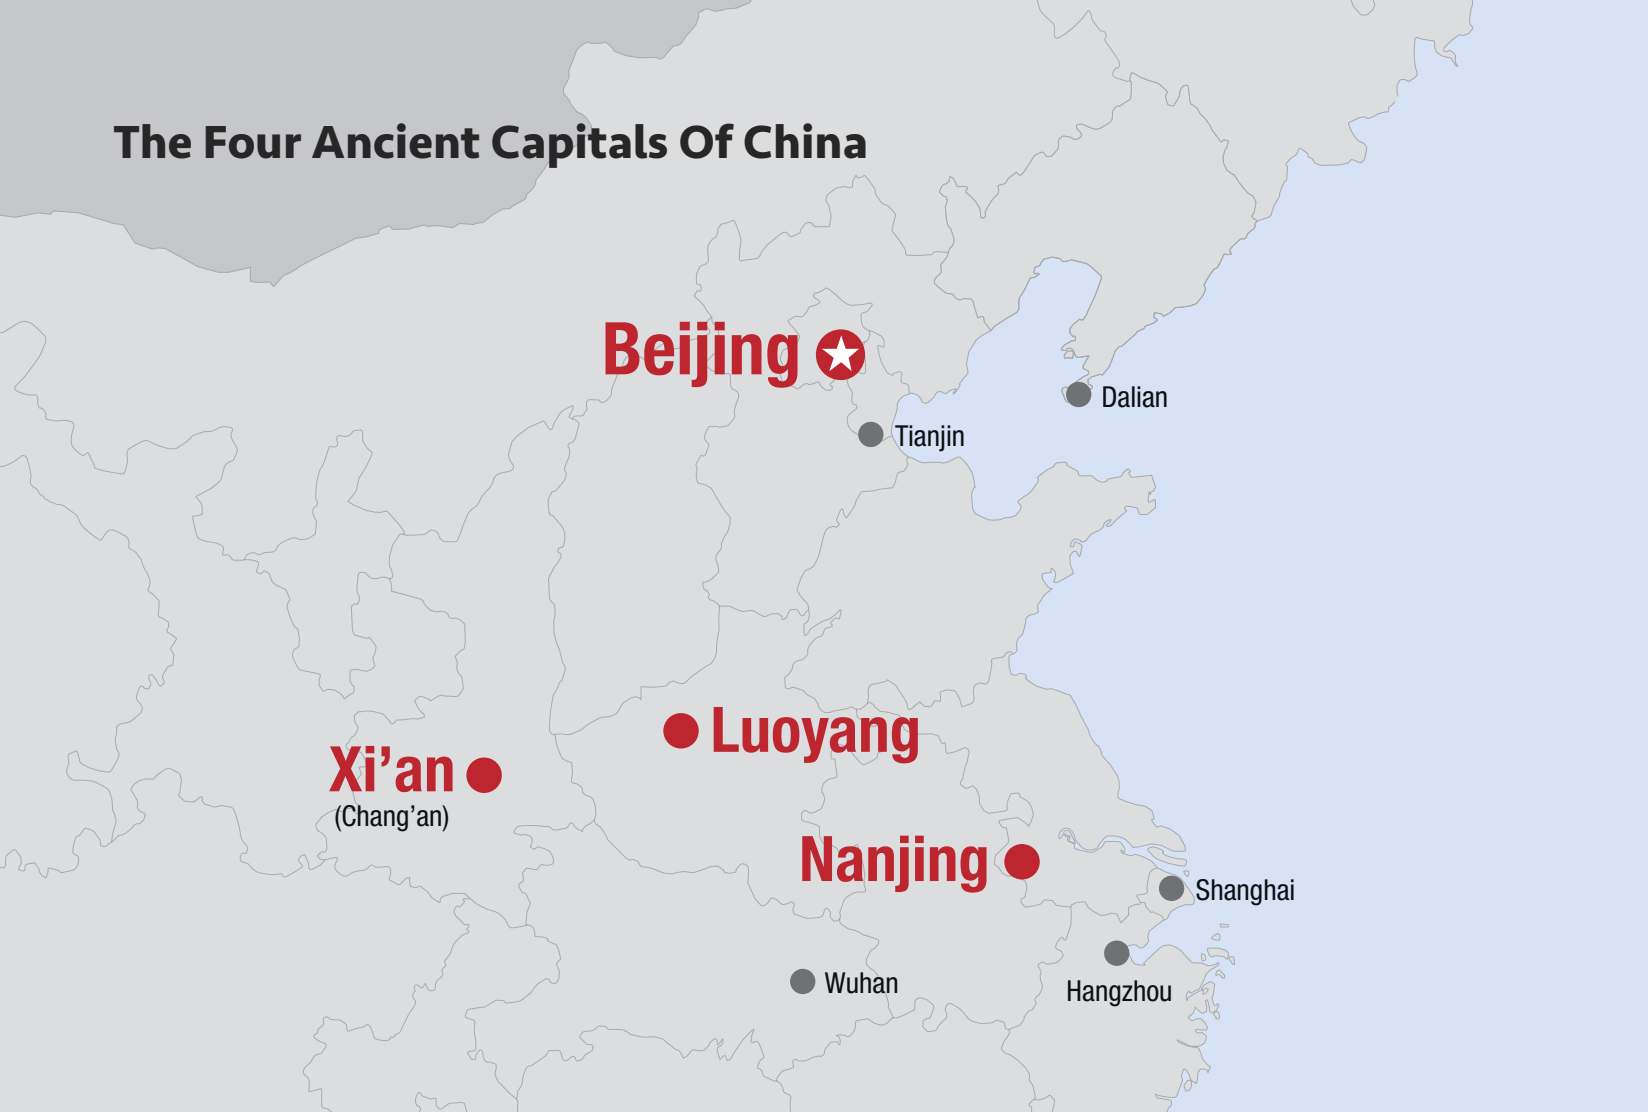 The Four Ancient Capitals Of China
Beijing
Dalian
Tianjin
Luoyang
Xi’an
(Chang’an)
Nanjing
Shanghai
Wuhan
Hangzhou